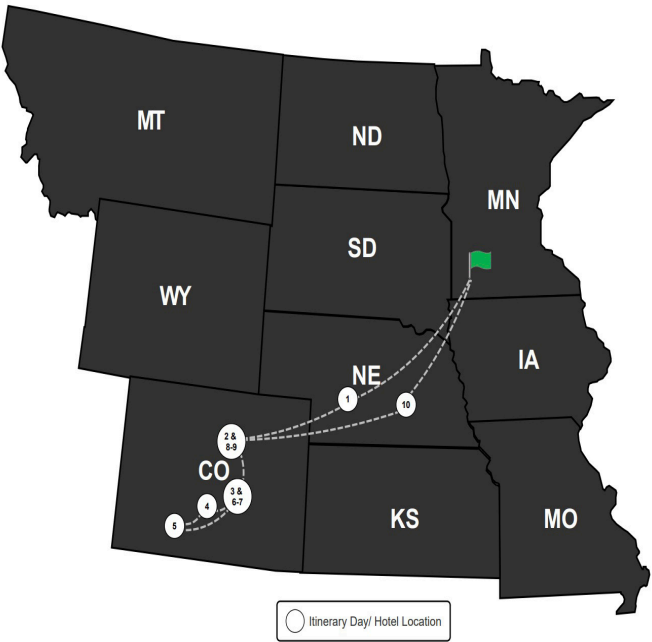 MT
ND
MN
SD
WY
IA
NE
1
10
2 &
8-9
CO
3 &
6-7
4
5
KS
MO
Itinerary Day/ Hotel Location